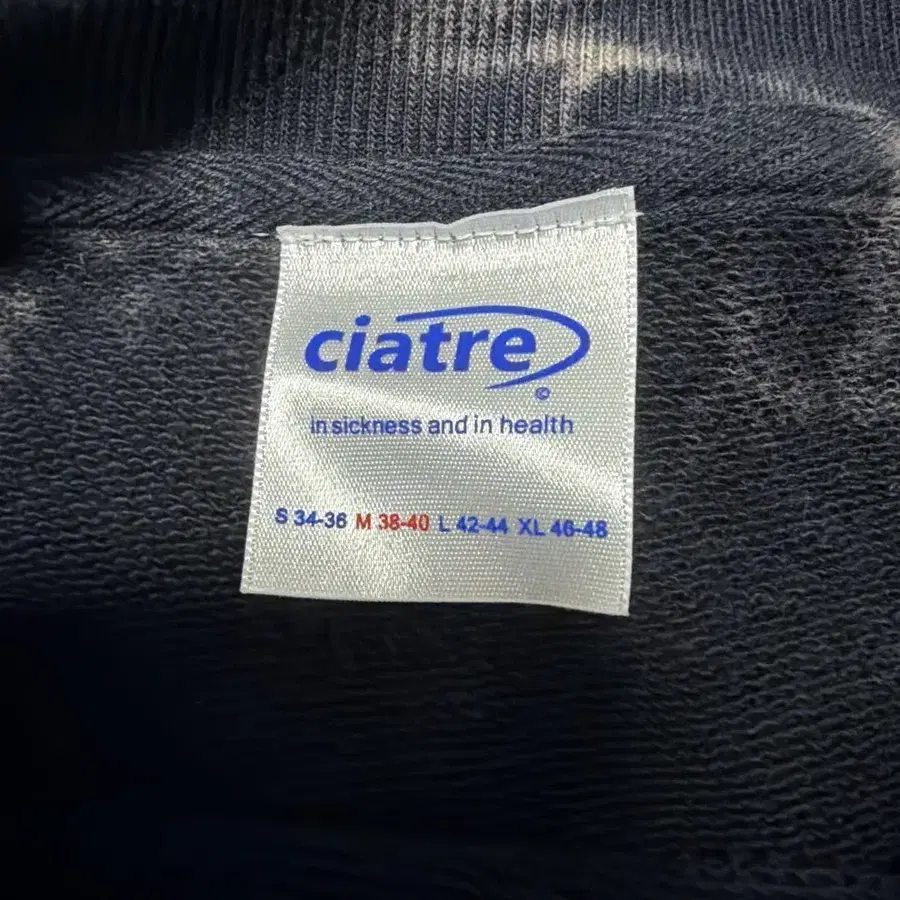 ciatre
©
in sickness and in health
S 34-36 M 38-40 L 42-44 XL 46-48